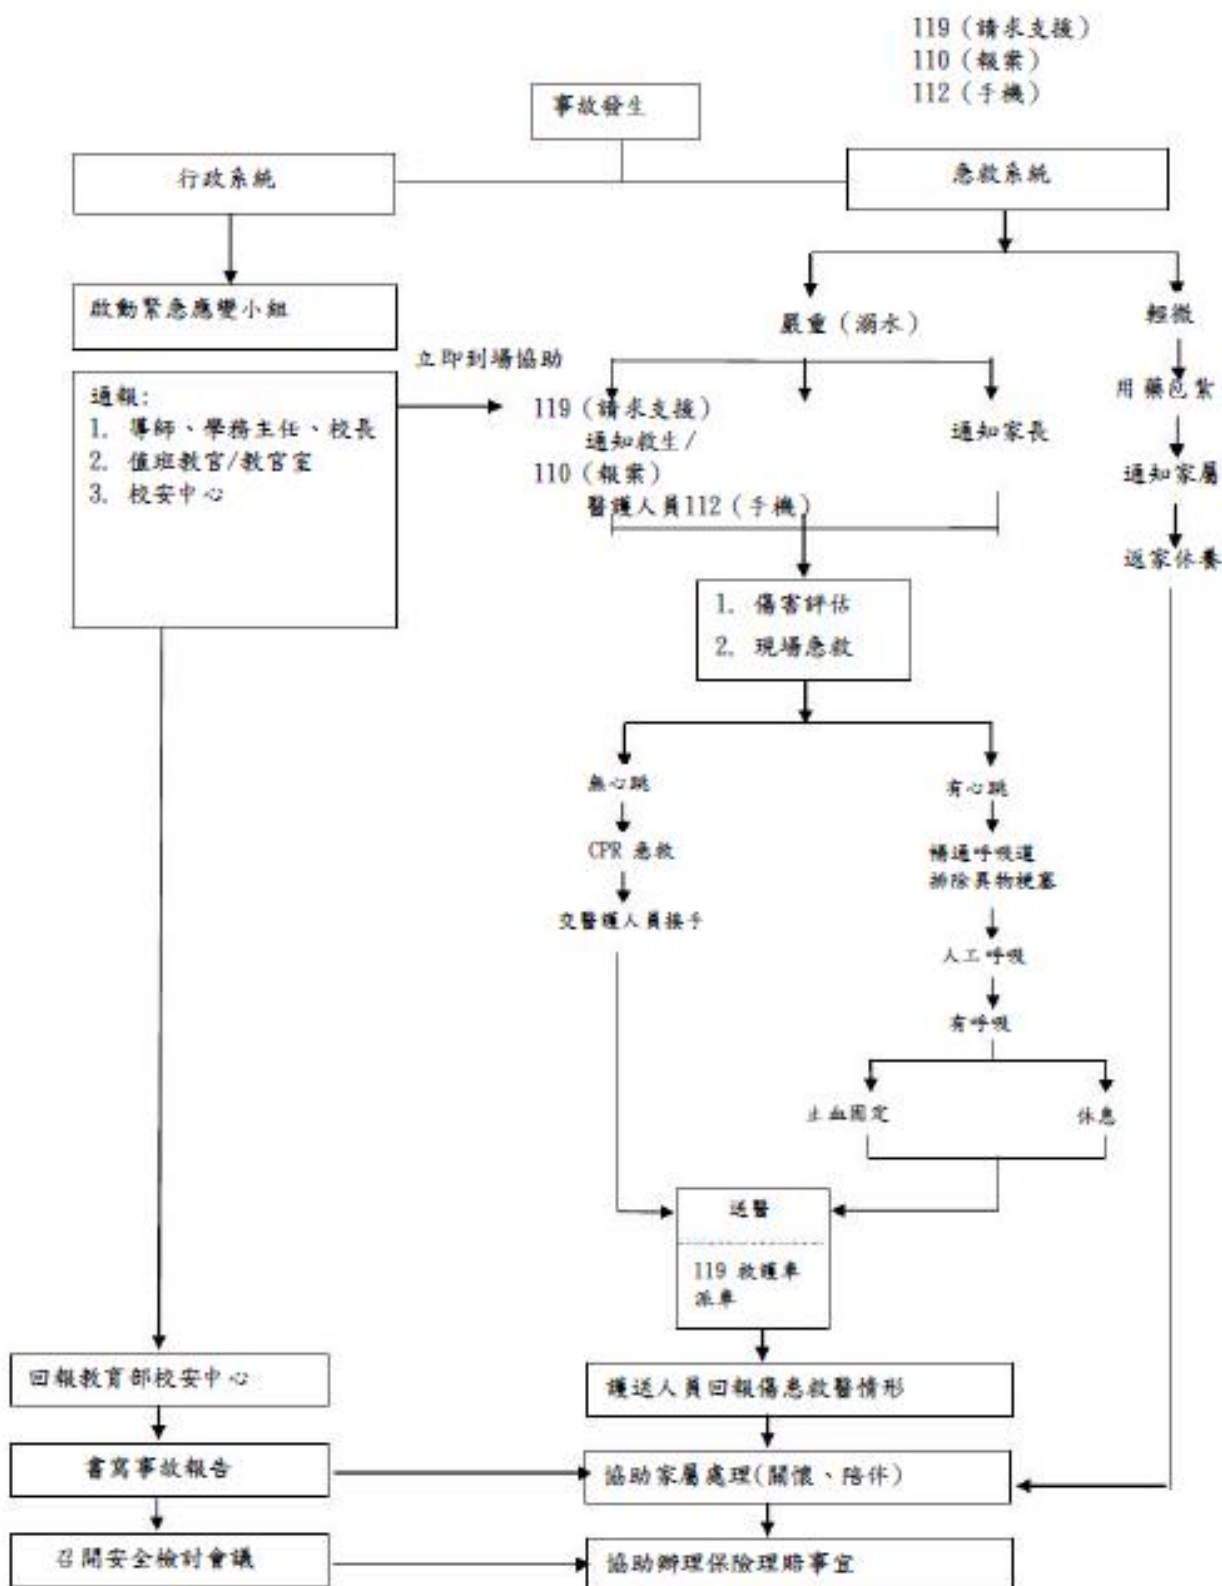 119（請求支援）
110（報案）
112（手機）
事故發生
行政系統
急救系統
啟動緊急應變小組
嚴重（溺水）
輕微
立即到場協助
通報:
1. 導師、學務主任、校長
2. 值班教官/教官室
3. 校安中心
119（請求支援）
通知救生/
110（報案）
醫護人員112（手機）
通知家長
用藥包紮
通知家屬
返家休養
1. 傷害評估
2. 現場急救
無心跳
有心跳
CPR 急救
暢通呼吸道
排除異物梗塞
交醫護人員接手
人工呼吸
有呼吸
止血固定
休息
送醫
119 救護車
派車
回報教育部校安中心
護送人員回報傷患救醫情形
書寫事故報告
協助家屬處理(關懷、陪伴)
召開安全檢討會議
協助辦理保險理賠事宜